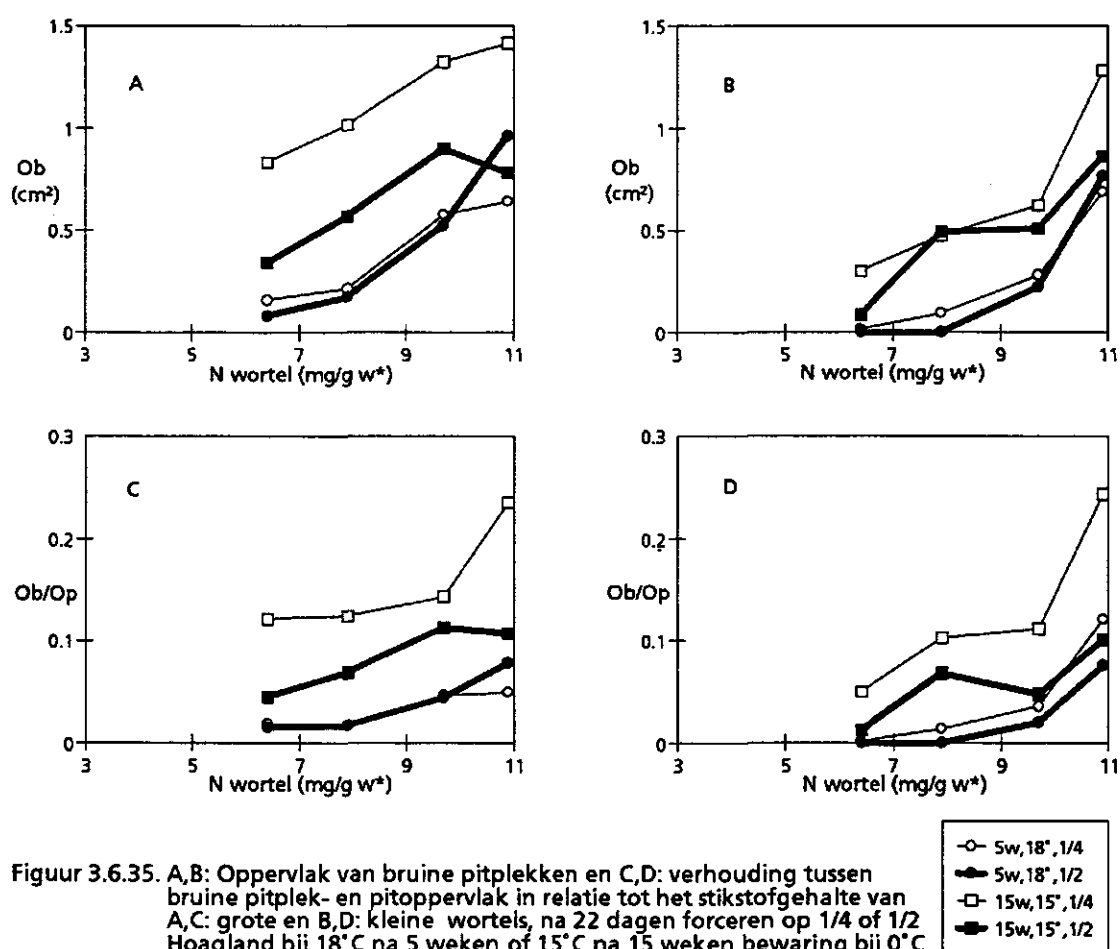 1.5
1
0.5
0
Ob
(cm²)
A
3 5 7 9 11
N wortel (mg/g w*)
1.5
1
0.5
0
Ob
(cm²)
B
3 5 7 9 11
N wortel (mg/g w*)
0.3
0.2
0.1
0
Ob/Op
C
3 5 7 9 11
N wortel (mg/g w*)
0.3
0.2
0.1
0
Ob/Op
D
3 5 7 9 11
N wortel (mg/g w*)
5w,18°,1/4
5w,18°,1/2
15w,15°,1/4
15w,15°,1/2
Figuur 3.6.35. A,B: Oppervlak van bruine pitplekken en C,D: verhouding tussen
bruine pitplek- en pitoppervlak in relatie tot het stikstofgehalte van
A,C: grote en B,D: kleine wortels, na 22 dagen forceren op 1/4 of 1/2
Hoagland bij 18°C na 5 weken of 15°C na 15 weken bewaring bij 0°C